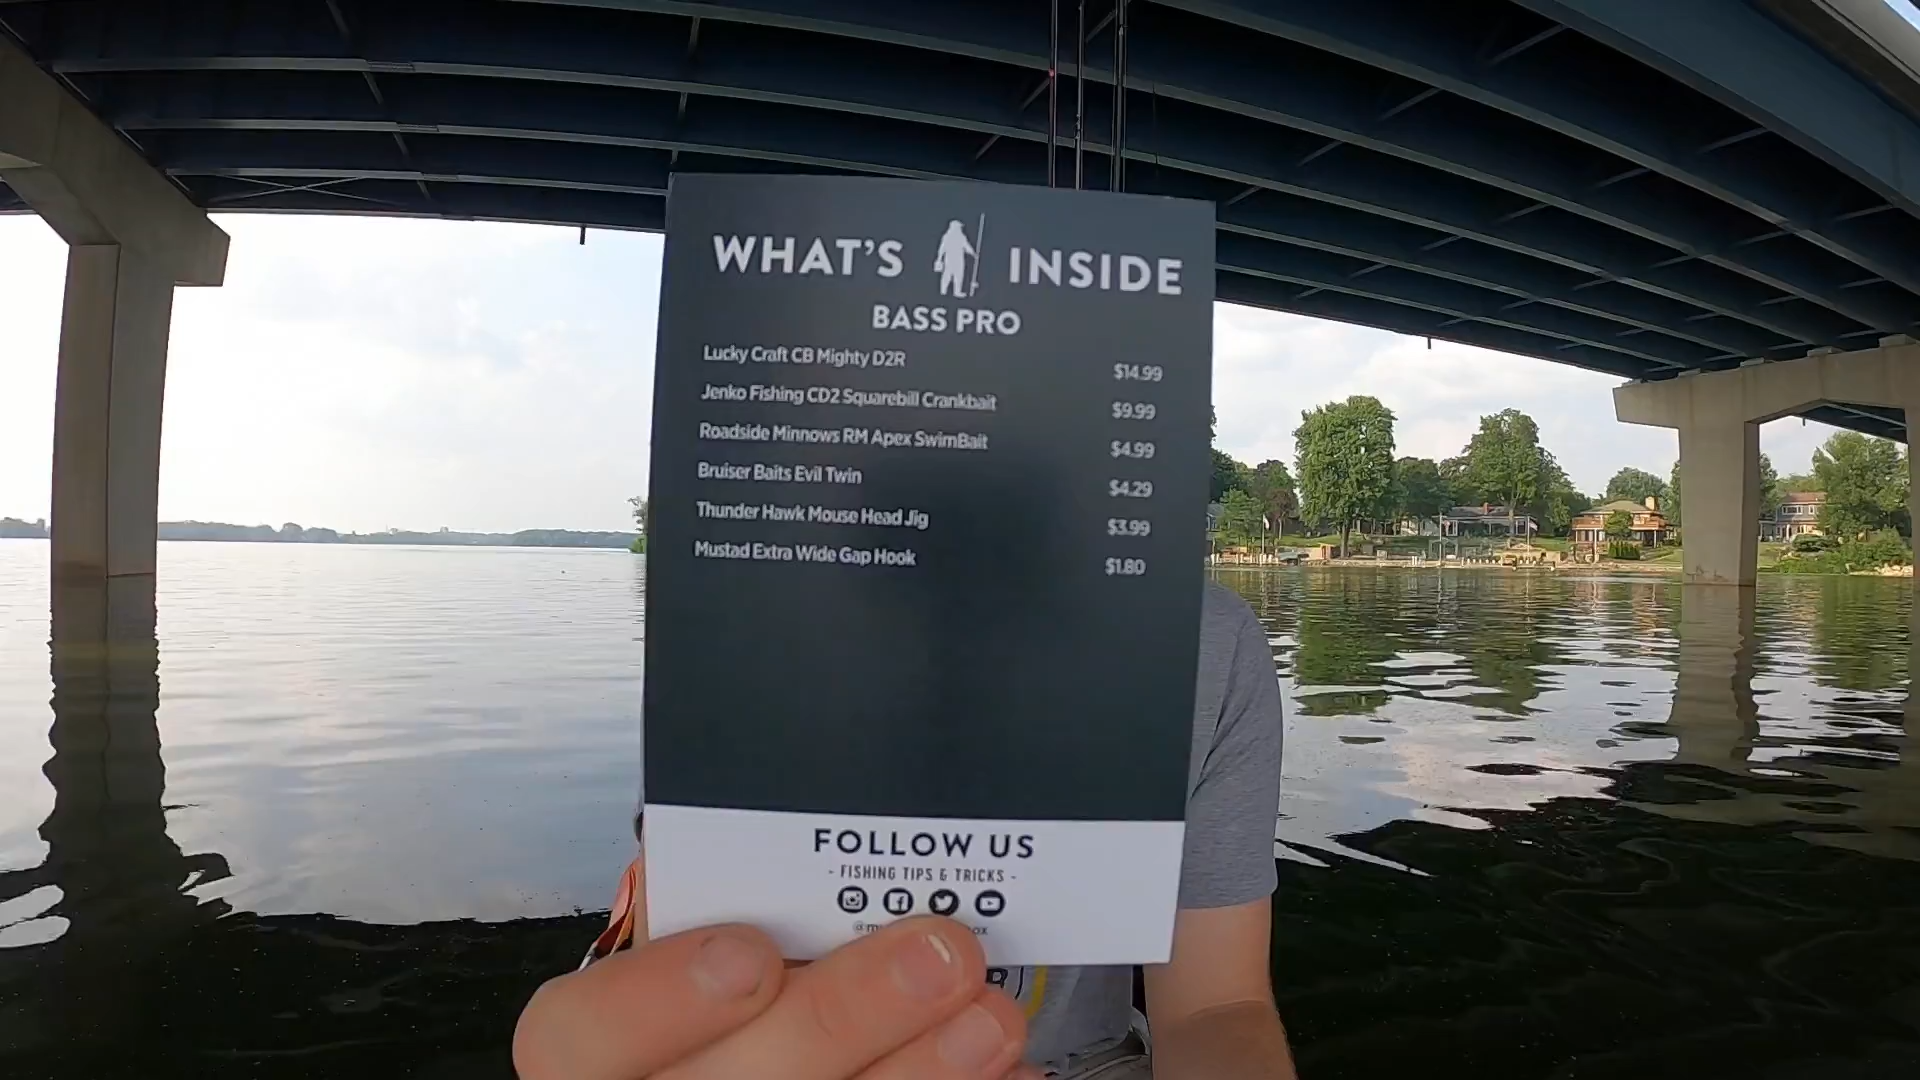 WHAT'S INSIDE
BASS PRO
Lucky Craft CB Mighty D2R $14.99
Jenko Fishing CD2 Squarebill Crankbait $9.99
Roadside Minnows RM Apex SwimBait $4.99
Bruiser Baits Evil Twin $4.29
Thunder Hawk Mouse Head Jig $3.99
Mustad Extra Wide Gap Hook $1.80
FOLLOW US
- FISHING TIPS & TRICKS -